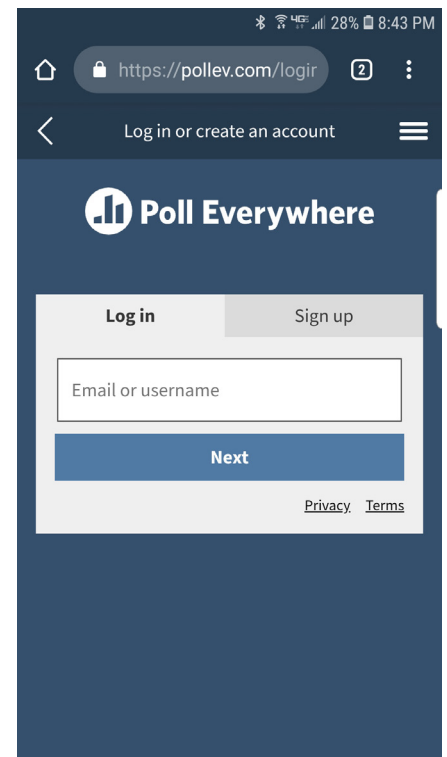 4G 28% 8:43 PM
https://pollev.com/logir 2
Log in or create an account
Poll Everywhere
Log in Sign up
Email or username
Next
Privacy Terms